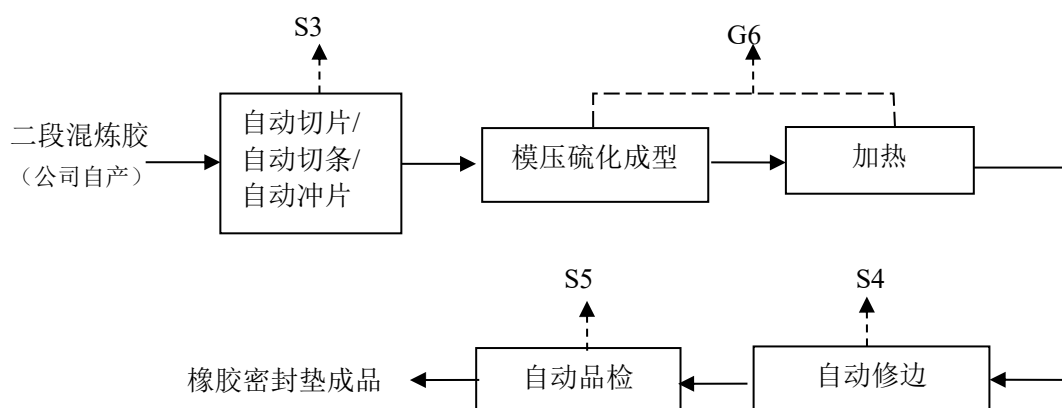 S3
G6
二段混炼胶
（公司自产）
自动切片/
自动切条/
自动冲片
模压硫化成型
加热
S5
S4
橡胶密封垫成品
自动品检
自动修边